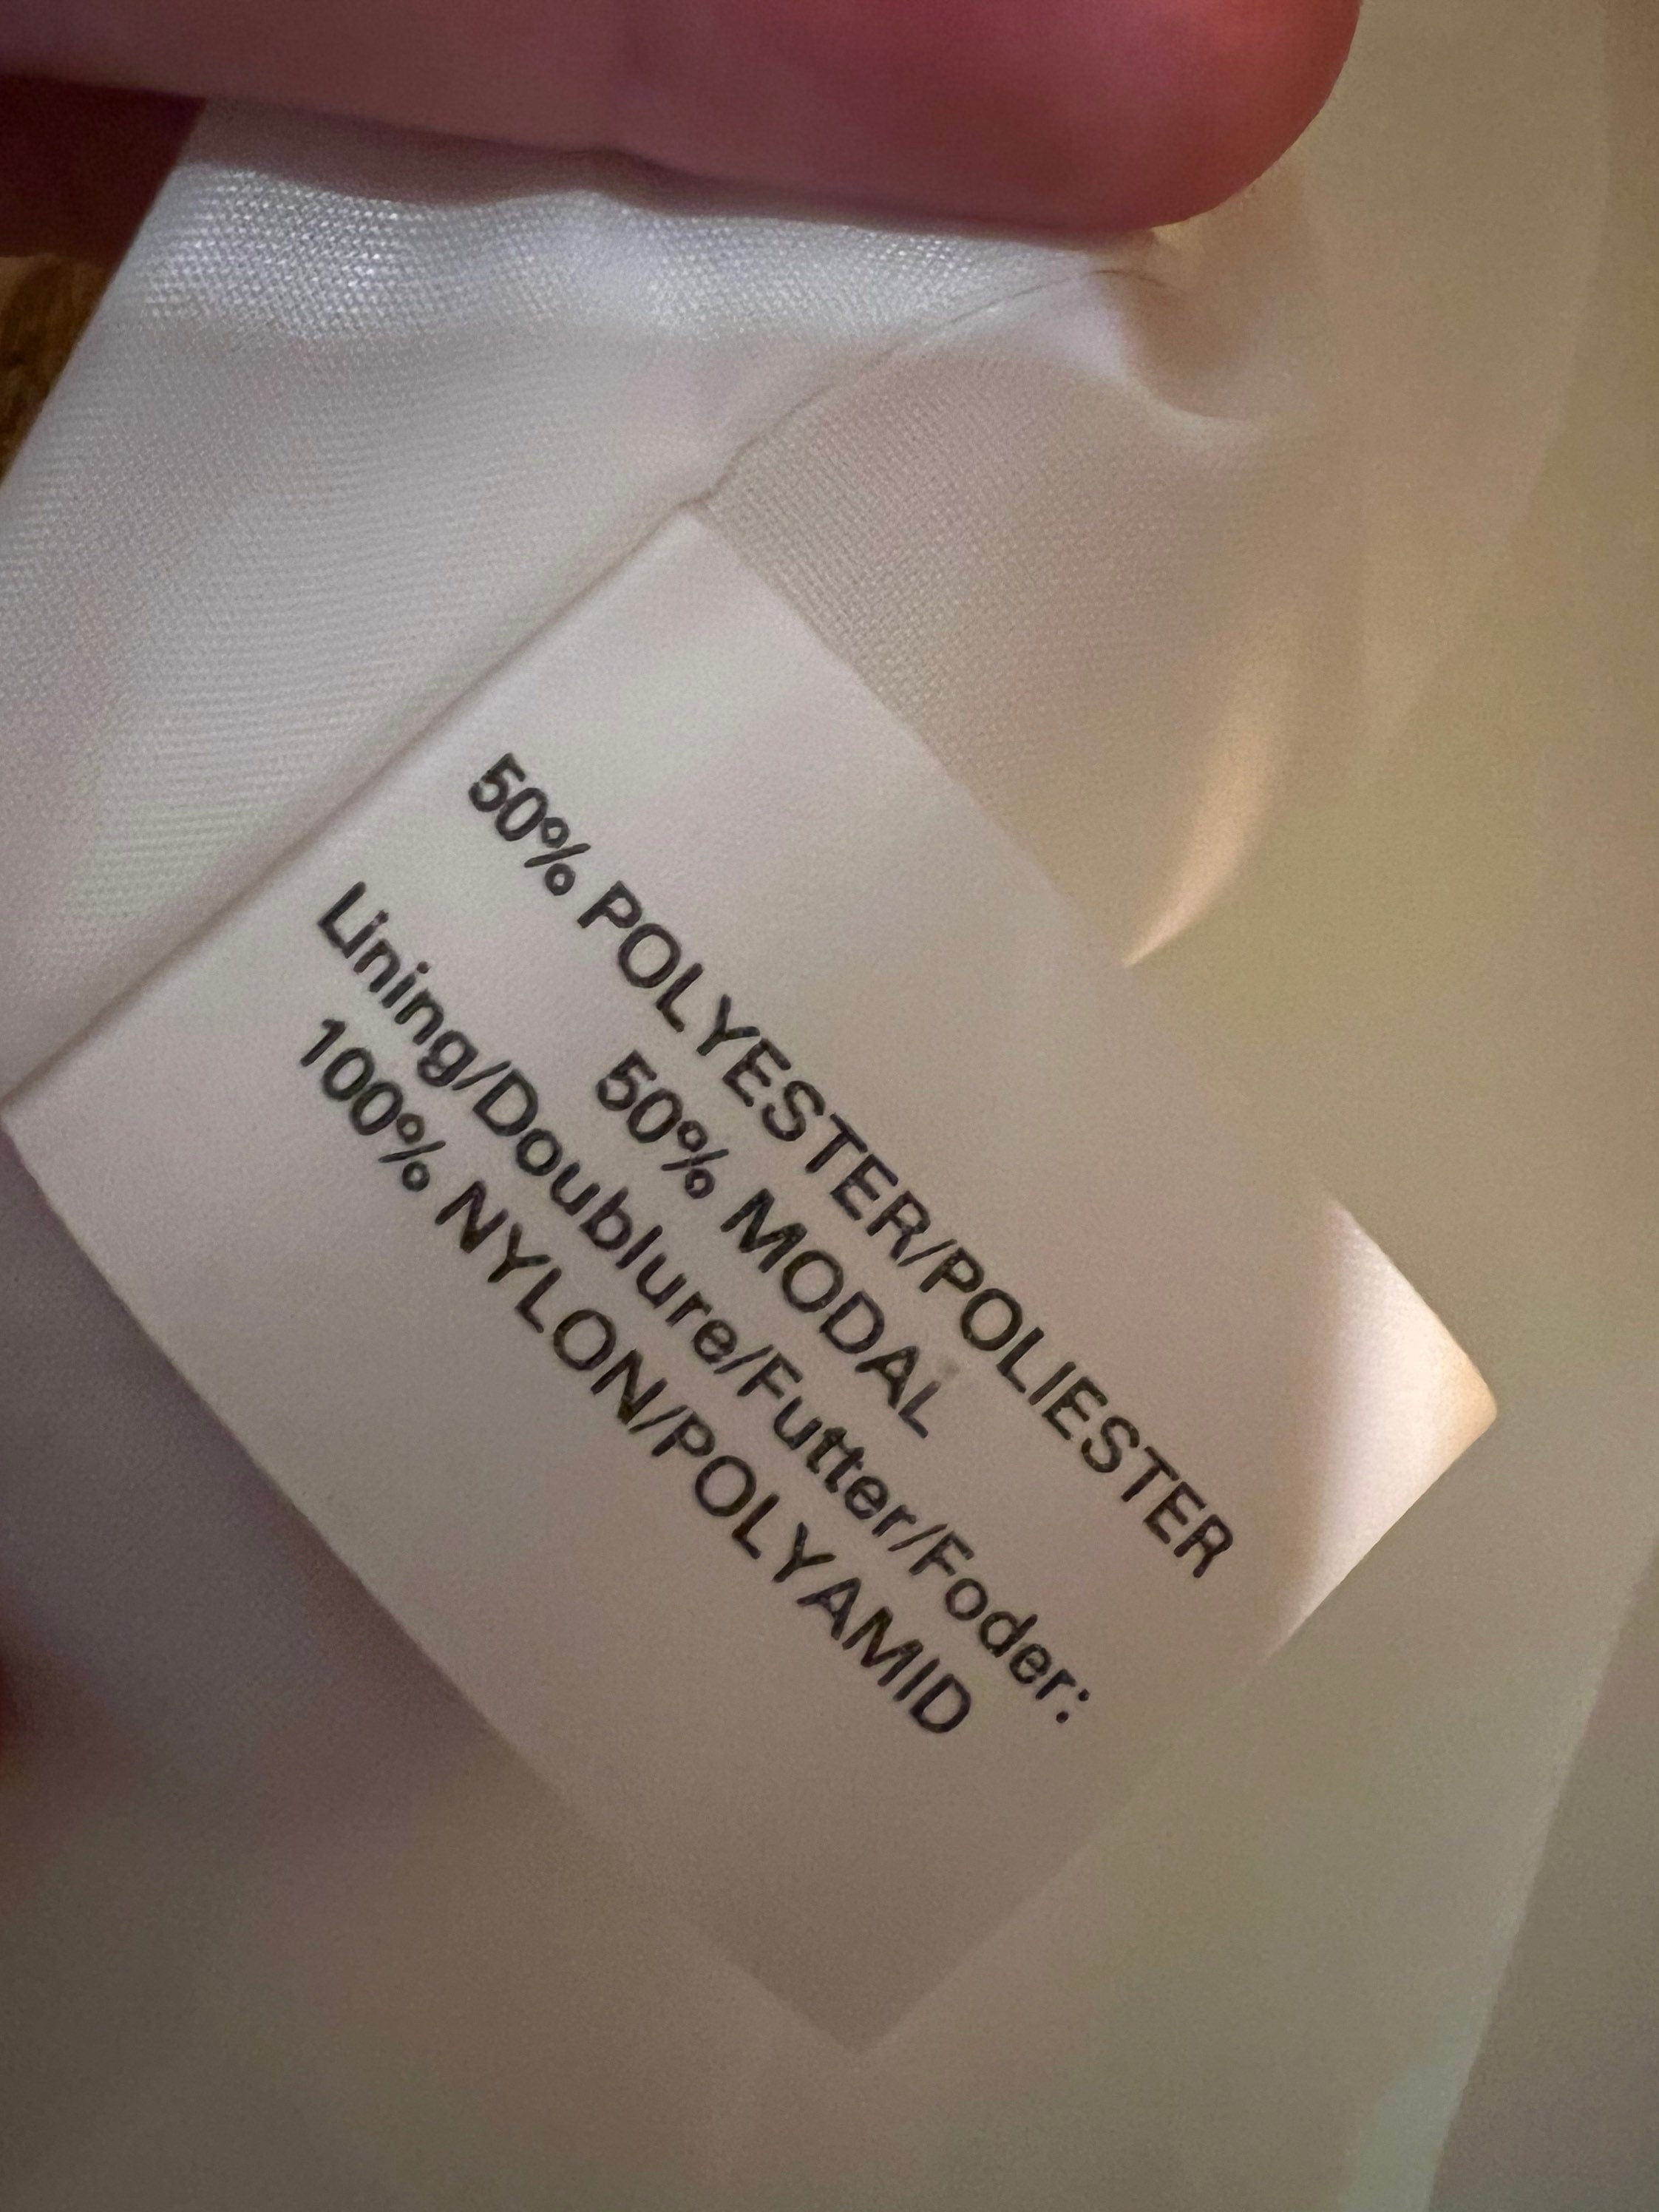 50% POLYESTER/POLIESTER
50% MODAL
Lining/Doublure/Futter/Foder:
100% NYLON/POLYAMID